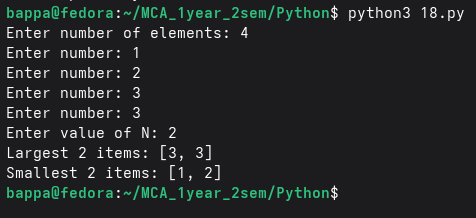 bappa@fedora:~/MCA_1year_2sem/Python$ python3 18.py
Enter number of elements: 4
Enter number: 1
Enter number: 2
Enter number: 3
Enter number: 3
Enter value of N: 2
Largest 2 items: [3, 3]
Smallest 2 items: [1, 2]
bappa@fedora:~/MCA_1year_2sem/Python$